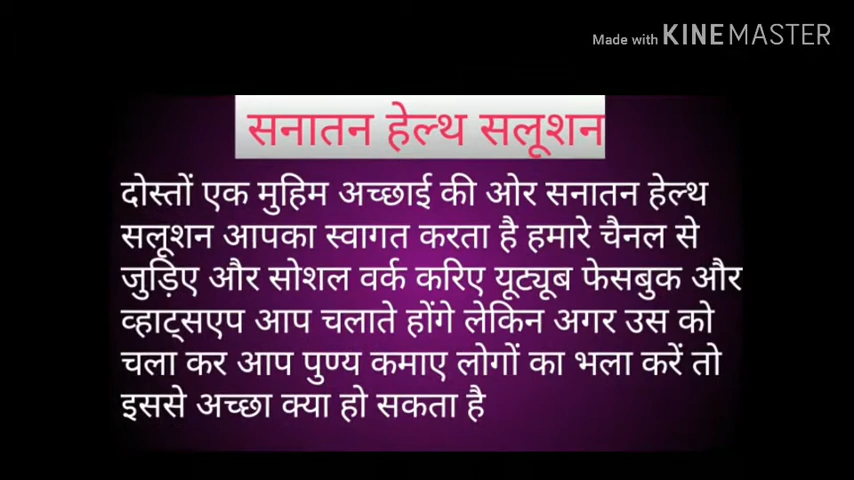 Made with KINEMASTER
सनातन हेल्थ सलूशन
दोस्तों एक मुहिम अच्छाई की ओर सनातन हेल्थ
सलूशन आपका स्वागत करता है हमारे चैनल से
जुड़िए और सोशल वर्क करिए यूट्यूब फेसबुक और
व्हाट्सएप आप चलाते होंगे लेकिन अगर उस को
चला कर आप पुण्य कमाए लोगों का भला करें तो
इससे अच्छा क्या हो सकता है